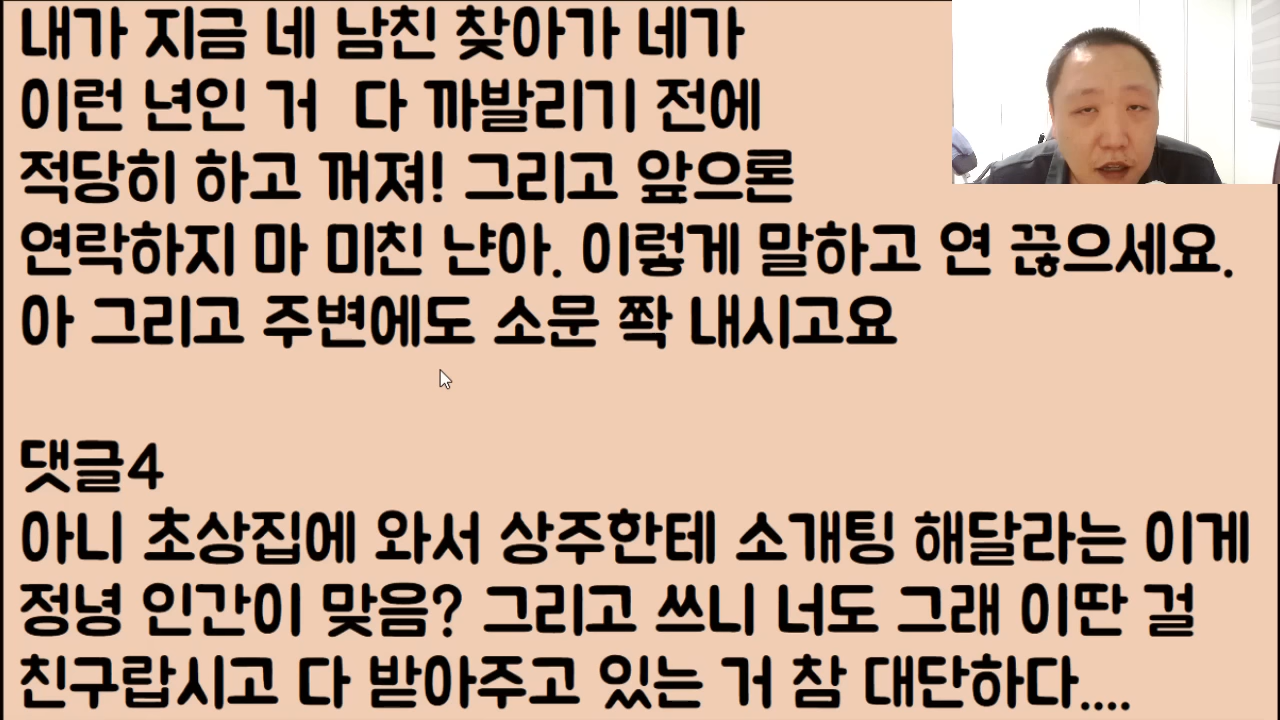 내가 지금 네 남친 찾아가 네가
이런 년인 거 다 까발리기 전에
적당히 하고 꺼져! 그리고 앞으론
연락하지 마 미친 냔아. 이렇게 말하고 연 끊으세요.
아 그리고 주변에도 소문 쫙 내시고요
댓글4
아니 초상집에 와서 상주한테 소개팅 해달라는 이게
정녕 인간이 맞음? 그리고 쓰니 너도 그래 이딴 걸
친구랍시고 다 받아주고 있는 거 참 대단하다....